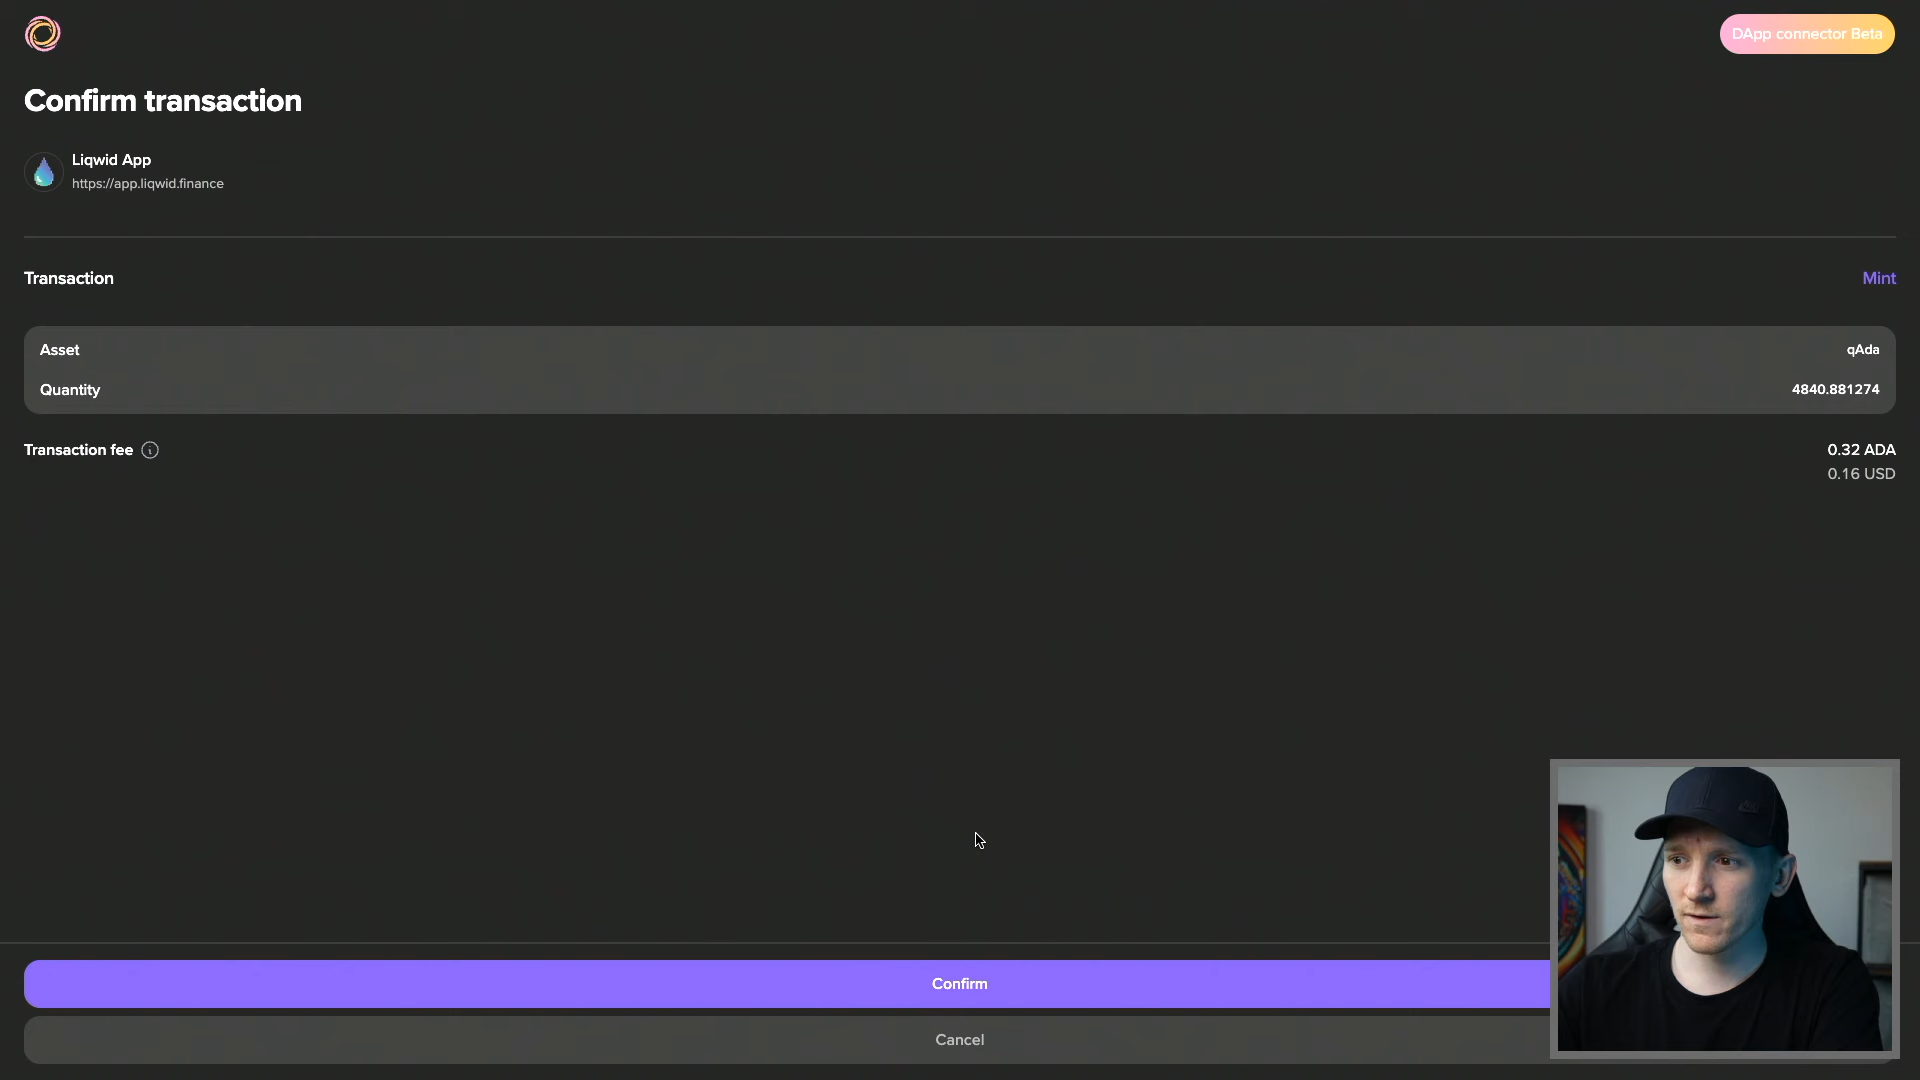 DApp connector Beta
Confirm transaction
Liqwid App
https://app.liqwid.finance
Transaction
Mint
Asset
qAda
Quantity
4840.881274
Transaction fee
0.32 ADA
0.16 USD
Confirm
Cancel